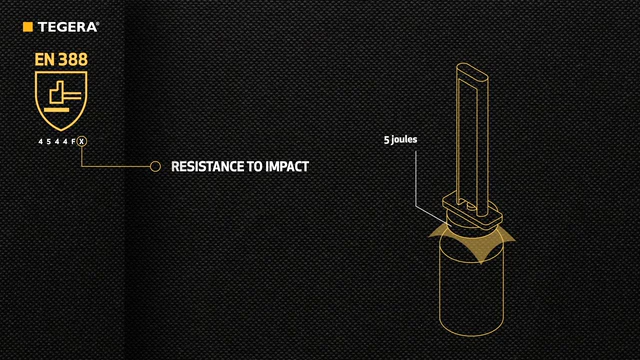 TEGERA®
EN 388
4 5 4 4 F X
RESISTANCE TO IMPACT
5 joules